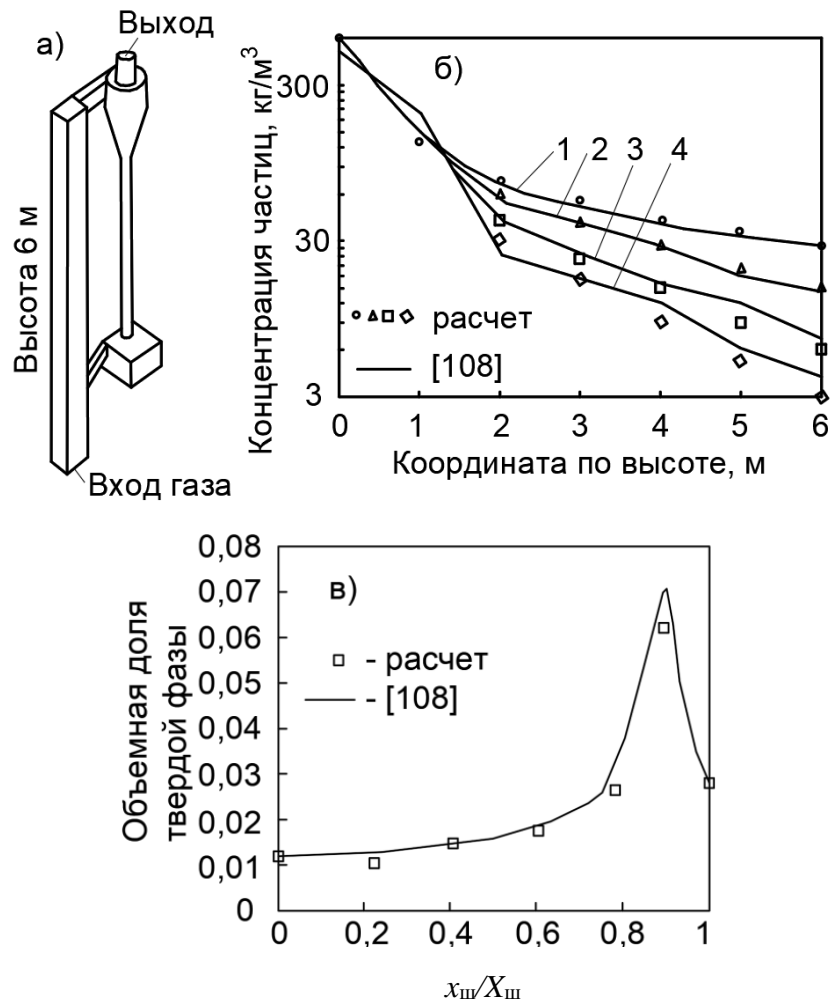 а)
Выход
Высота 6 м
Вход газа
б)
Концентрация частиц, кг/м³
300
30
3
1 2 3 4
расчет
[108]
0 1 2 3 4 5 6
Координата по высоте, м
в)
Объемная доля
твердой фазы
0,08
0,07
0,06
0,05
0,04
0,03
0,02
0,01
0
- расчет
- [108]
0 0,2 0,4 0,6 0,8 1
xш/Xш